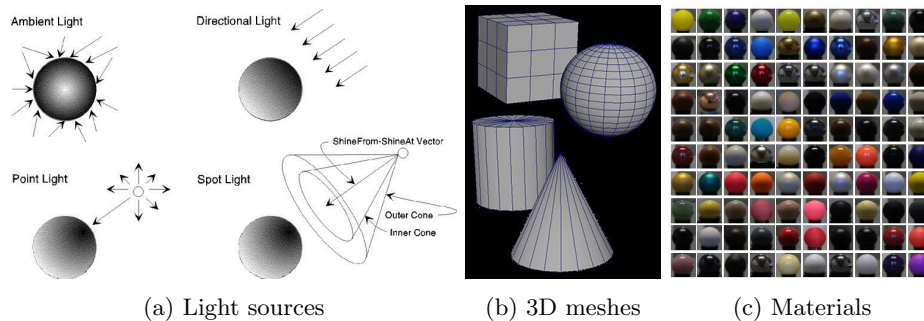 Ambient Light
Directional Light
ShineFrom-ShineAt Vector
Point Light
Spot Light
Outer Cone
Inner Cone
(a) Light sources
(b) 3D meshes
(c) Materials